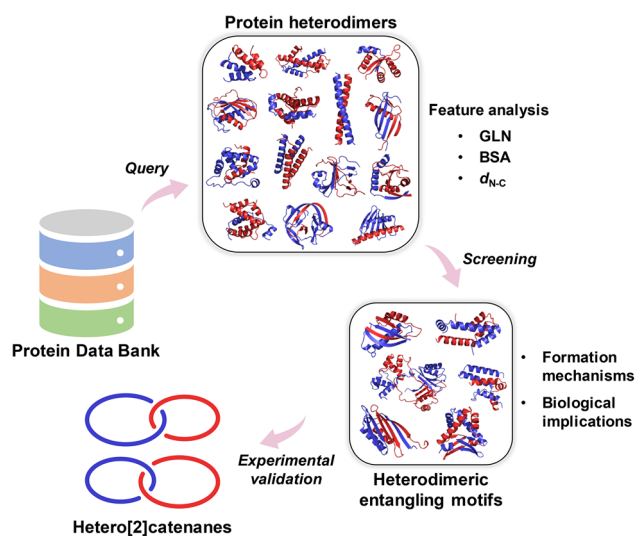 Protein heterodimers
Feature analysis
• GLN
• BSA
• dN-C
Query
Screening
Protein Data Bank
• Formation
mechanisms
• Biological
implications
Experimental
validation
Heterodimeric
entangling motifs
Hetero[2]catenanes